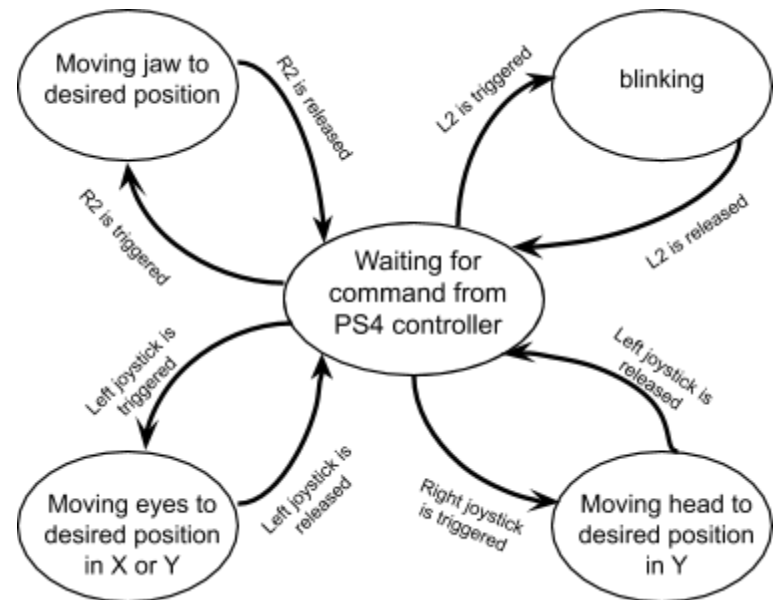 Moving jaw to
desired position
R2 is released
L2 is triggered
blinking
R2 is triggered
L2 is released
Waiting for
command from
PS4 controller
Left joystick is
triggered
Left joystick is
released
Left joystick is
released
Right joystick
is triggered
Moving eyes to
desired position
in X or Y
Moving head to
desired position
in Y